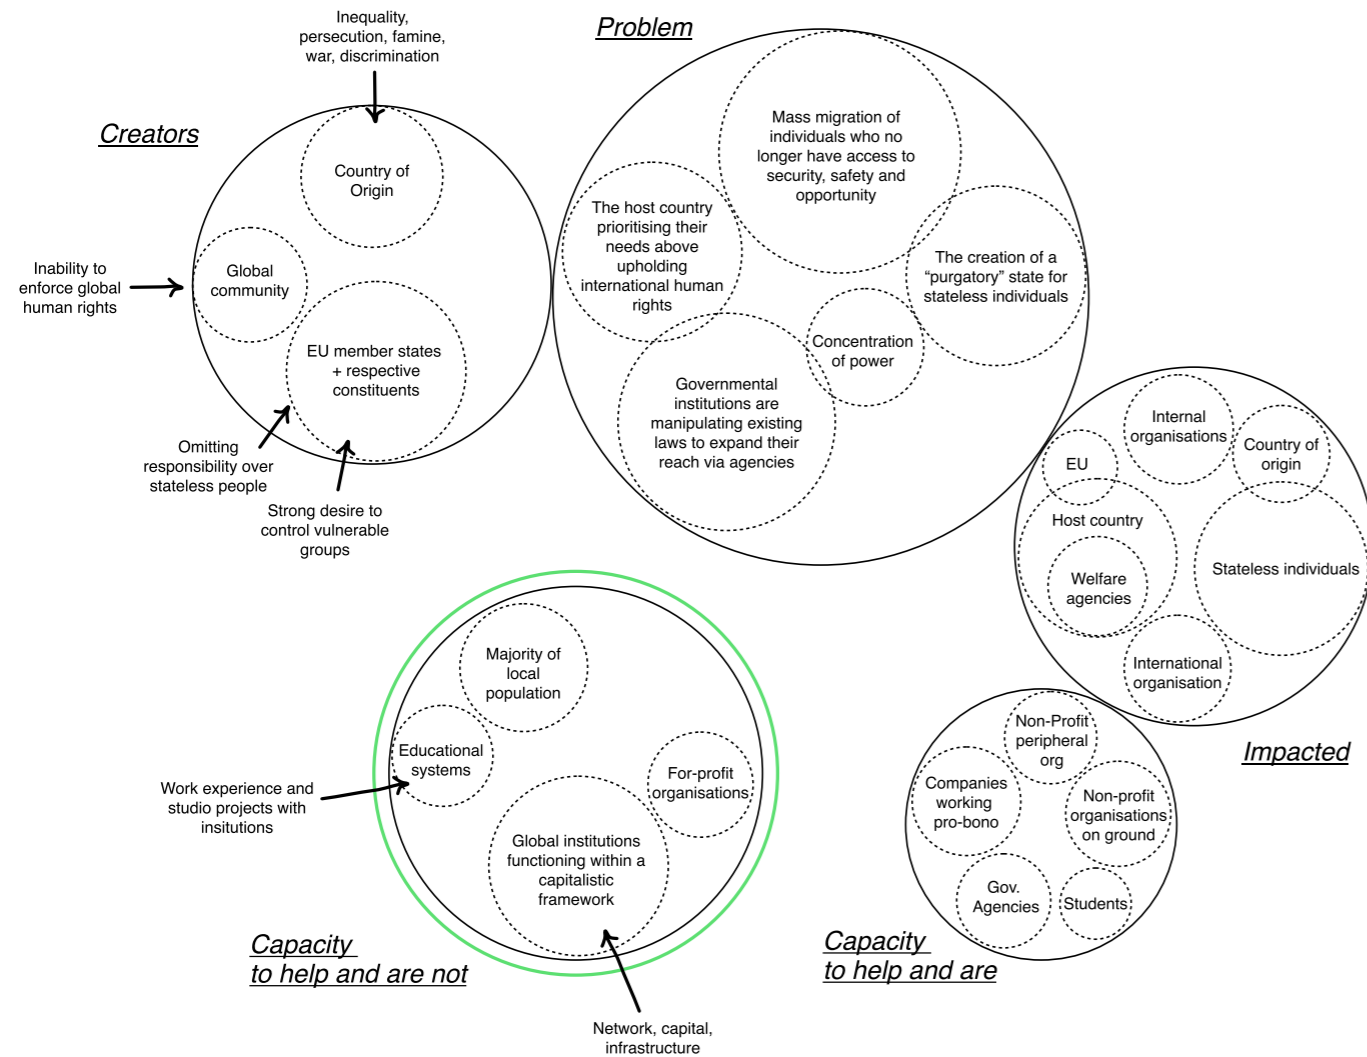 Problem
Inequality,
persecution, famine,
war, discrimination
Creators
Country of
Origin
Global
community
Inability to
enforce global
human rights
EU member states
+ respective
constituents
Omitting
responsibility over
stateless people
Strong desire to
control vulnerable
groups
Mass migration of
individuals who no
longer have access to
security, safety and
opportunity
The host country
prioritising their
needs above
upholding
international human
rights
The creation of a
“purgatory” state for
stateless individuals
Concentration
of power
Governmental
institutions are
manipulating existing
laws to expand their
reach via agencies
Internal
organisations
Country of
origin
EU
Host country
Welfare
agencies
Stateless individuals
International
organisation
Impacted
Majority of
local
population
Educational
systems
For-profit
organisations
Work experience and
studio projects with
insitutions
Global institutions
functioning within a
capitalistic
framework
Capacity
to help and are not
Network, capital,
infrastructure
Non-Profit
peripheral
org
Companies
working
pro-bono
Non-profit
organisations
on ground
Gov.
Agencies
Students
Capacity
to help and are